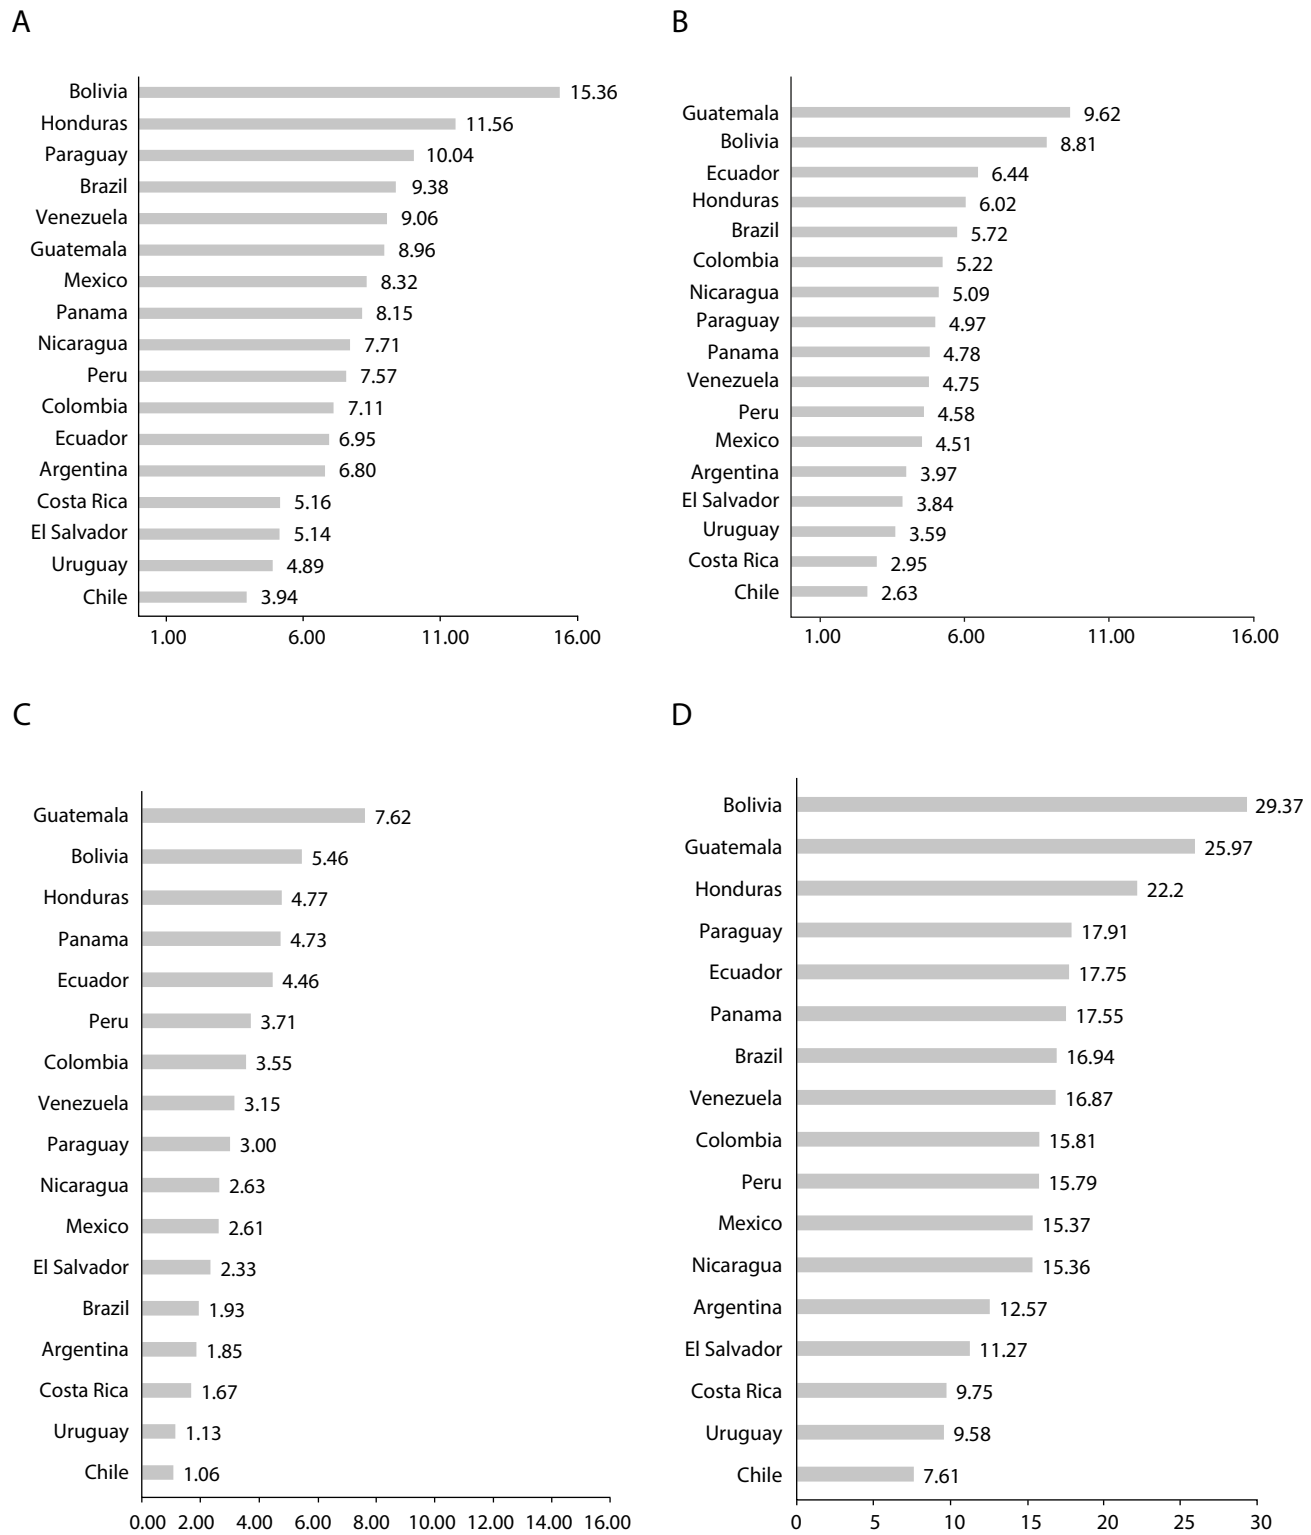 A
Bolivia 15.36
Honduras 11.56
Paraguay 10.04
Brazil 9.38
Venezuela 9.06
Guatemala 8.96
Mexico 8.32
Panama 8.15
Nicaragua 7.71
Peru 7.57
Colombia 7.11
Ecuador 6.95
Argentina 6.80
Costa Rica 5.16
El Salvador 5.14
Uruguay 4.89
Chile 3.94
1.00 6.00 11.00 16.00
B
Guatemala 9.62
Bolivia 8.81
Ecuador 6.44
Honduras 6.02
Brazil 5.72
Colombia 5.22
Nicaragua 5.09
Paraguay 4.97
Panama 4.78
Venezuela 4.75
Peru 4.58
Mexico 4.51
Argentina 3.97
El Salvador 3.84
Uruguay 3.59
Costa Rica 2.95
Chile 2.63
1.00 6.00 11.00 16.00
C
Guatemala 7.62
Bolivia 5.46
Honduras 4.77
Panama 4.73
Ecuador 4.46
Peru 3.71
Colombia 3.55
Venezuela 3.15
Paraguay 3.00
Nicaragua 2.63
Mexico 2.61
El Salvador 2.33
Brazil 1.93
Argentina 1.85
Costa Rica 1.67
Uruguay 1.13
Chile 1.06
0.00 2.00 4.00 6.00 8.00 10.00 12.00 14.00 16.00
D
Bolivia 29.37
Guatemala 25.97
Honduras 22.2
Paraguay 17.91
Ecuador 17.75
Panama 17.55
Brazil 16.94
Venezuela 16.87
Colombia 15.81
Peru 15.79
Mexico 15.37
Nicaragua 15.36
Argentina 12.57
El Salvador 11.27
Costa Rica 9.75
Uruguay 9.58
Chile 7.61
0 5 10 15 20 25 30